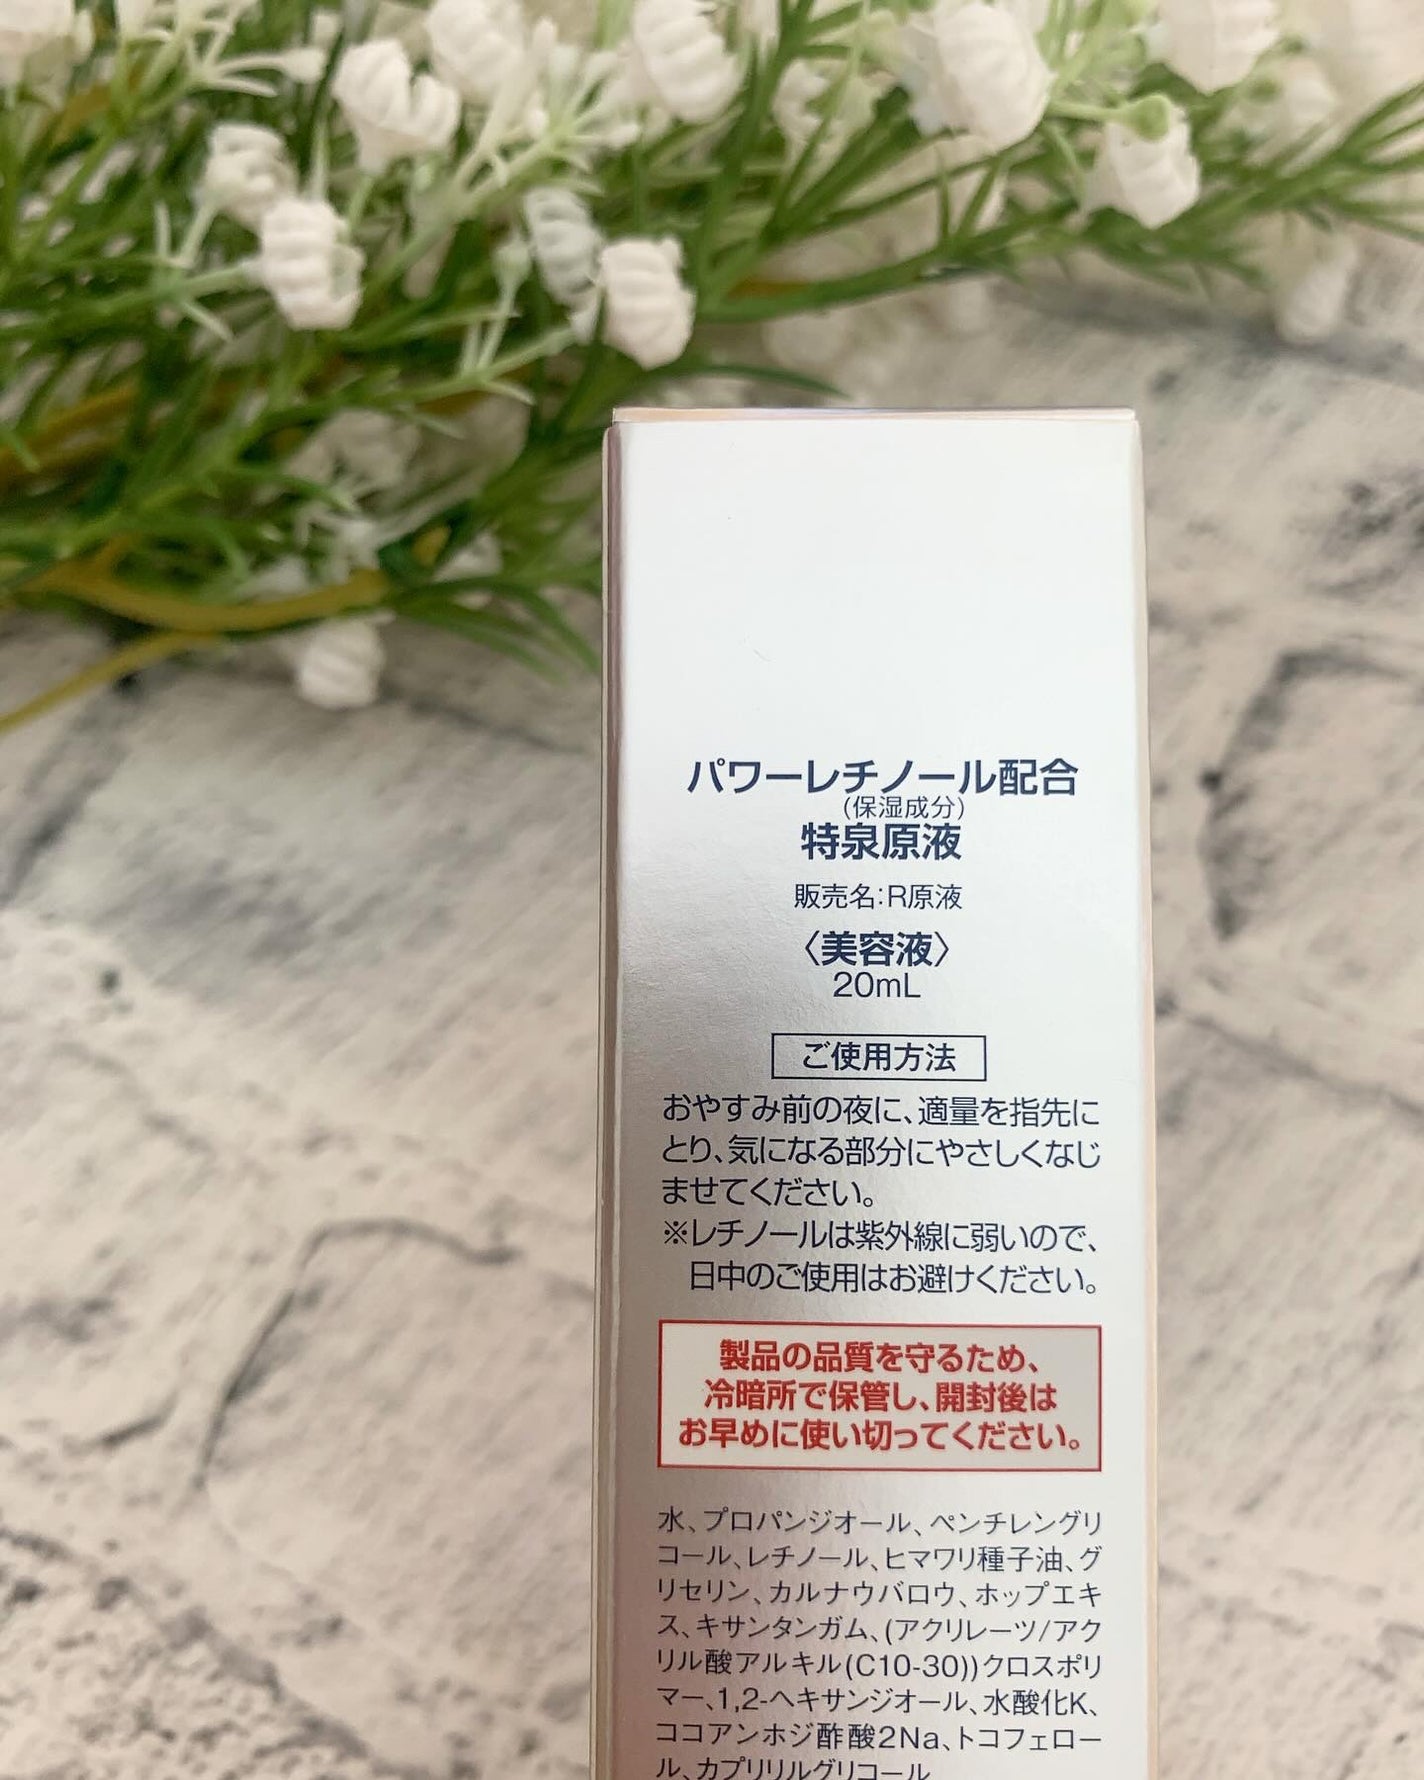 パワーレチノール配合
(保湿成分)
特泉原液
販売名:R原液
〈美容液〉
20mL
ご使用方法
おやすみ前の夜に、適量を指先に
とり、気になる部分にやさしくなじ
ませてください。
※レチノールは紫外線に弱いので、
日中のご使用はお避けください。
製品の品質を守るため、
冷暗所で保管し、開封後は
お早めに使い切ってください。
水、プロパンジオール、ペンチレングリ
コール、レチノール、ヒマワリ種子油、グ
リセリン、カルナウバロウ、ホップエキ
ス、キサンタンガム、(アクリレーツ/アク
リル酸アルキル(C10-30))クロスポリ
マー、1,2-ヘキサンジオール、水酸化K、
ココアンホジ酢酸2Na、トコフェロー
ル、カプリリルグリコール